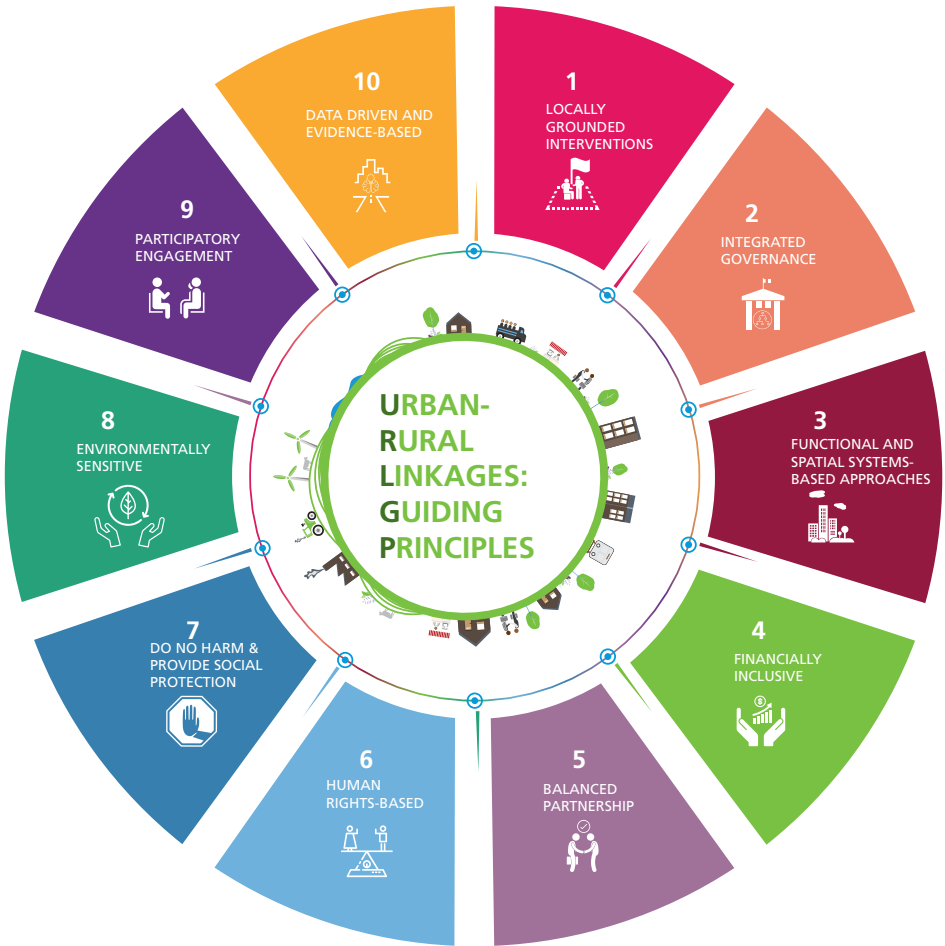 URBAN-
RURAL
LINKAGES:
GUIDING
PRINCIPLES
1
LOCALLY
GROUNDED
INTERVENTIONS
2
INTEGRATED
GOVERNANCE
3
FUNCTIONAL AND
SPATIAL SYSTEMS-
BASED APPROACHES
4
FINANCIALLY
INCLUSIVE
$
5
BALANCED
PARTNERSHIP
6
HUMAN
RIGHTS-BASED
7
DO NO HARM &
PROVIDE SOCIAL
PROTECTION
8
ENVIRONMENTALLY
SENSITIVE
9
PARTICIPATORY
ENGAGEMENT
10
DATA DRIVEN AND
EVIDENCE-BASED